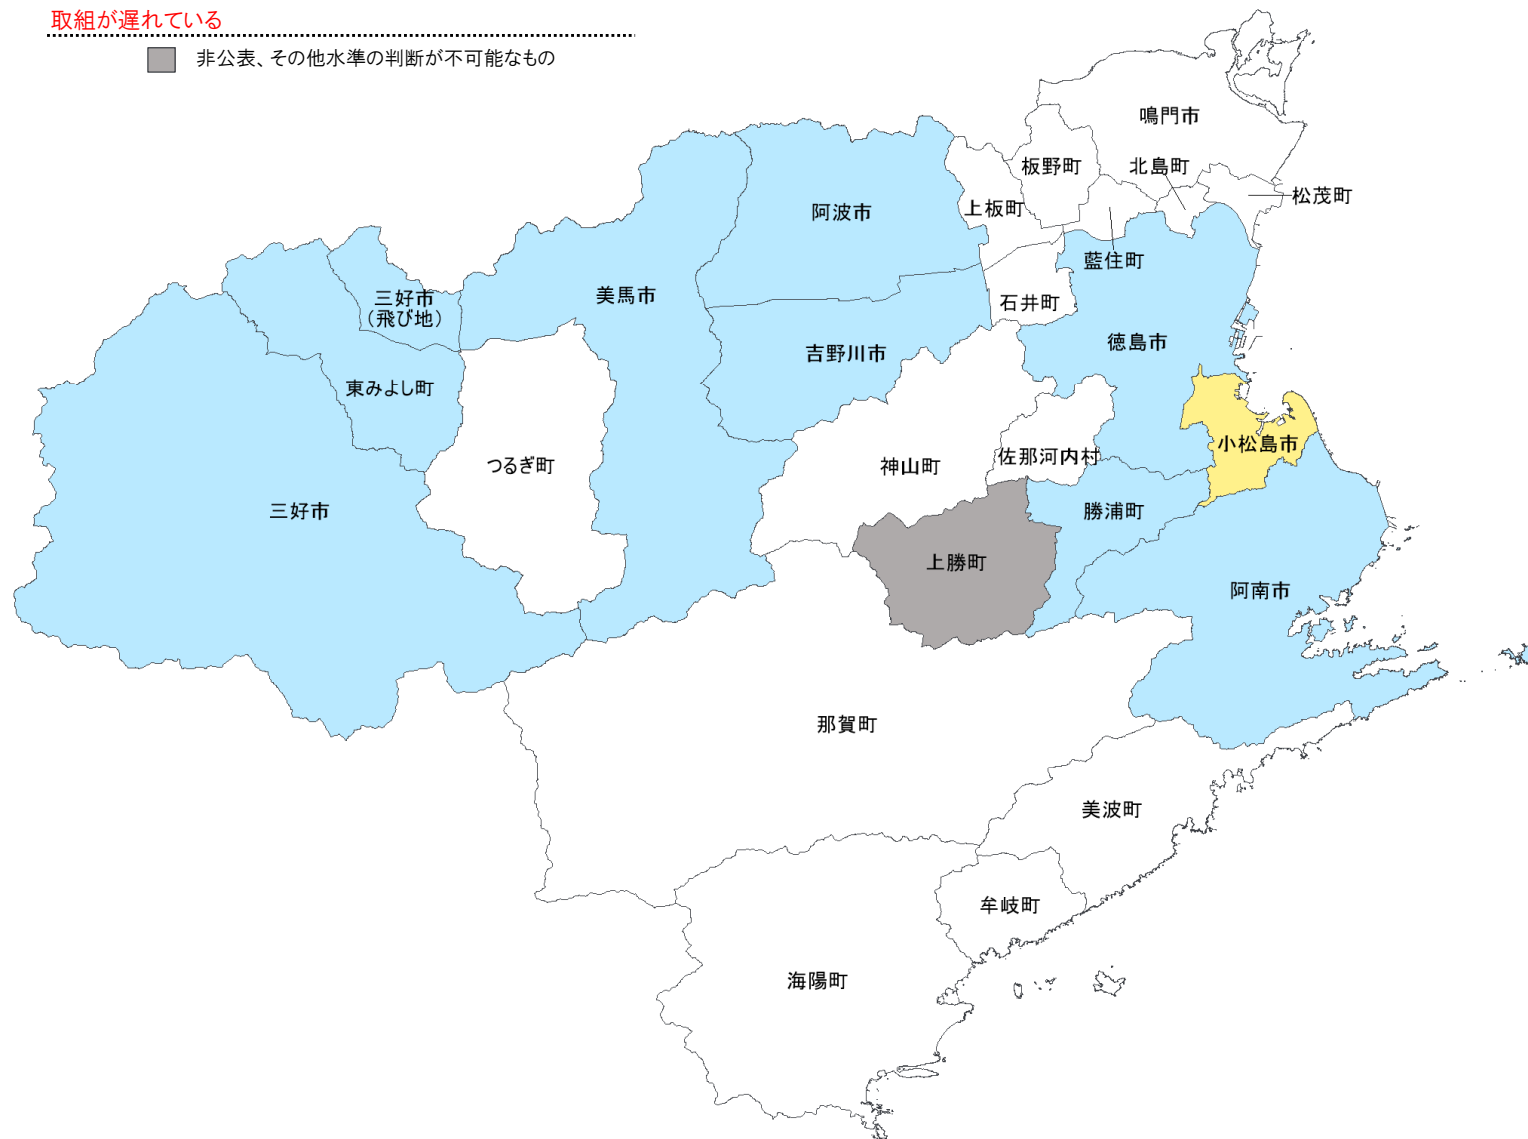 取組が遅れている
非公表、その他水準の判断が不可能なもの
鳴門市
板野町
北島町
松茂町
上板町
阿波市
藍住町
三好市
（飛び地）
美馬市
石井町
徳島市
吉野川市
東みよし町
小松島市
つるぎ町
神山町
佐那河内村
三好市
勝浦町
上勝町
阿南市
那賀町
美波町
牟岐町
海陽町